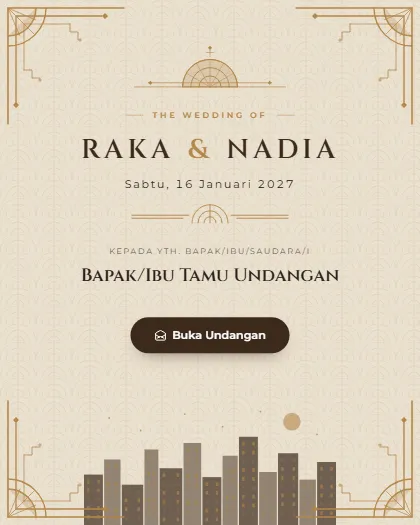 THE WEDDING OF
RAKA & NADIA
Sabtu, 16 Januari 2027
KEPADA YTH. BAPAK/IBU/SAUDARA/I
Bapak/Ibu Tamu Undangan
Buka Undangan